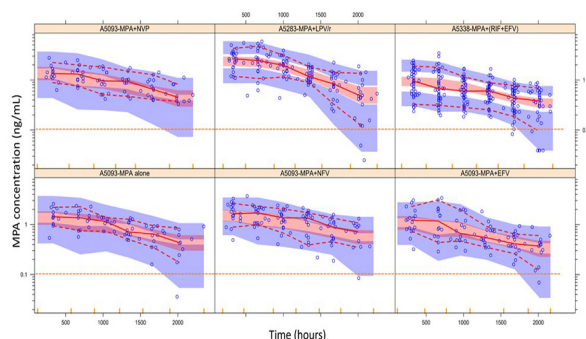 500 1000 1500 2000
A5093-MPA+NVP A5283-MPA+LPV/r A5338-MPA+(RIF+EFV)
1
MPA concentration (ng/mL)
A5093-MPA alone A5093-MPA+NFV A5093-MPA+EFV
1
0.1
500 1000 1500 2000 500 1000 1500 2000
Time (hours)